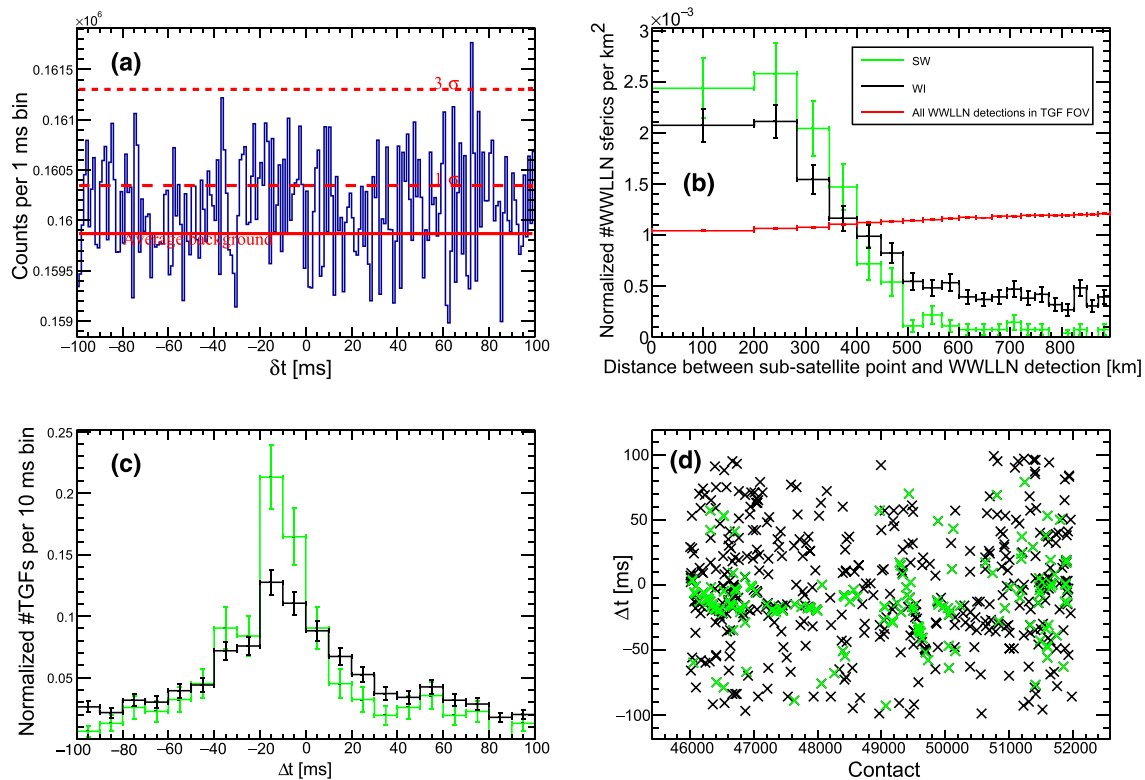 ×10⁶
(a)
0.1615
3 σ
0.161
0.1605
1 σ
0.16
Average background
0.1595
0.159
Counts per 1 ms bin
−100 −80 −60 −40 −20 0 20 40 60 80 100
δt [ms]
×10⁻³
3
2.5
2
1.5
1
0.5
0
Normalized #WWLLN sferics per km²
SW
WI
All WWLLN detections in TGF FOV
(b)
0 100 200 300 400 500 600 700 800
Distance between sub-satellite point and WWLLN detection [km]
(c)
0.25
0.2
0.15
0.1
0.05
Normalized #TGFs per 10 ms bin
−100 −80 −60 −40 −20 0 20 40 60 80 100
Δt [ms]
(d)
100
50
0
−50
−100
Δt [ms]
46000 47000 48000 49000 50000 51000 52000
Contact